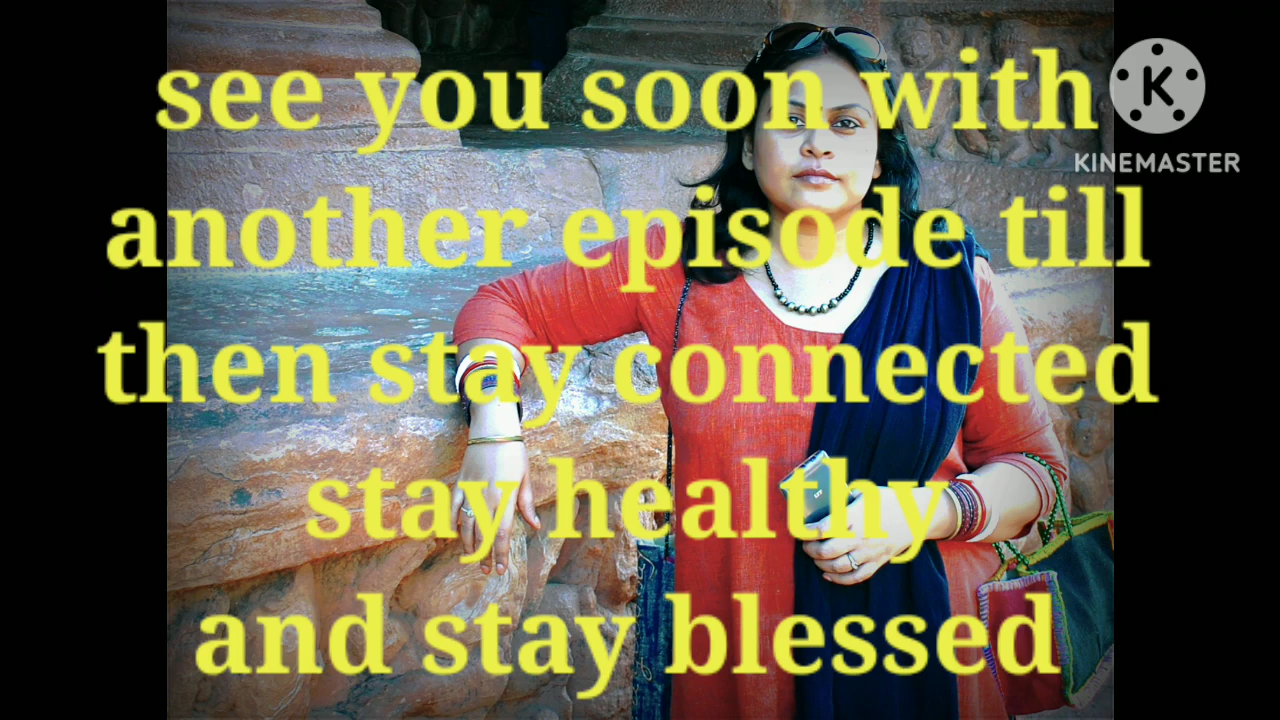 see you soon with
another episode till
then stay connected
stay healthy
and stay blessed
K
KINEMASTER